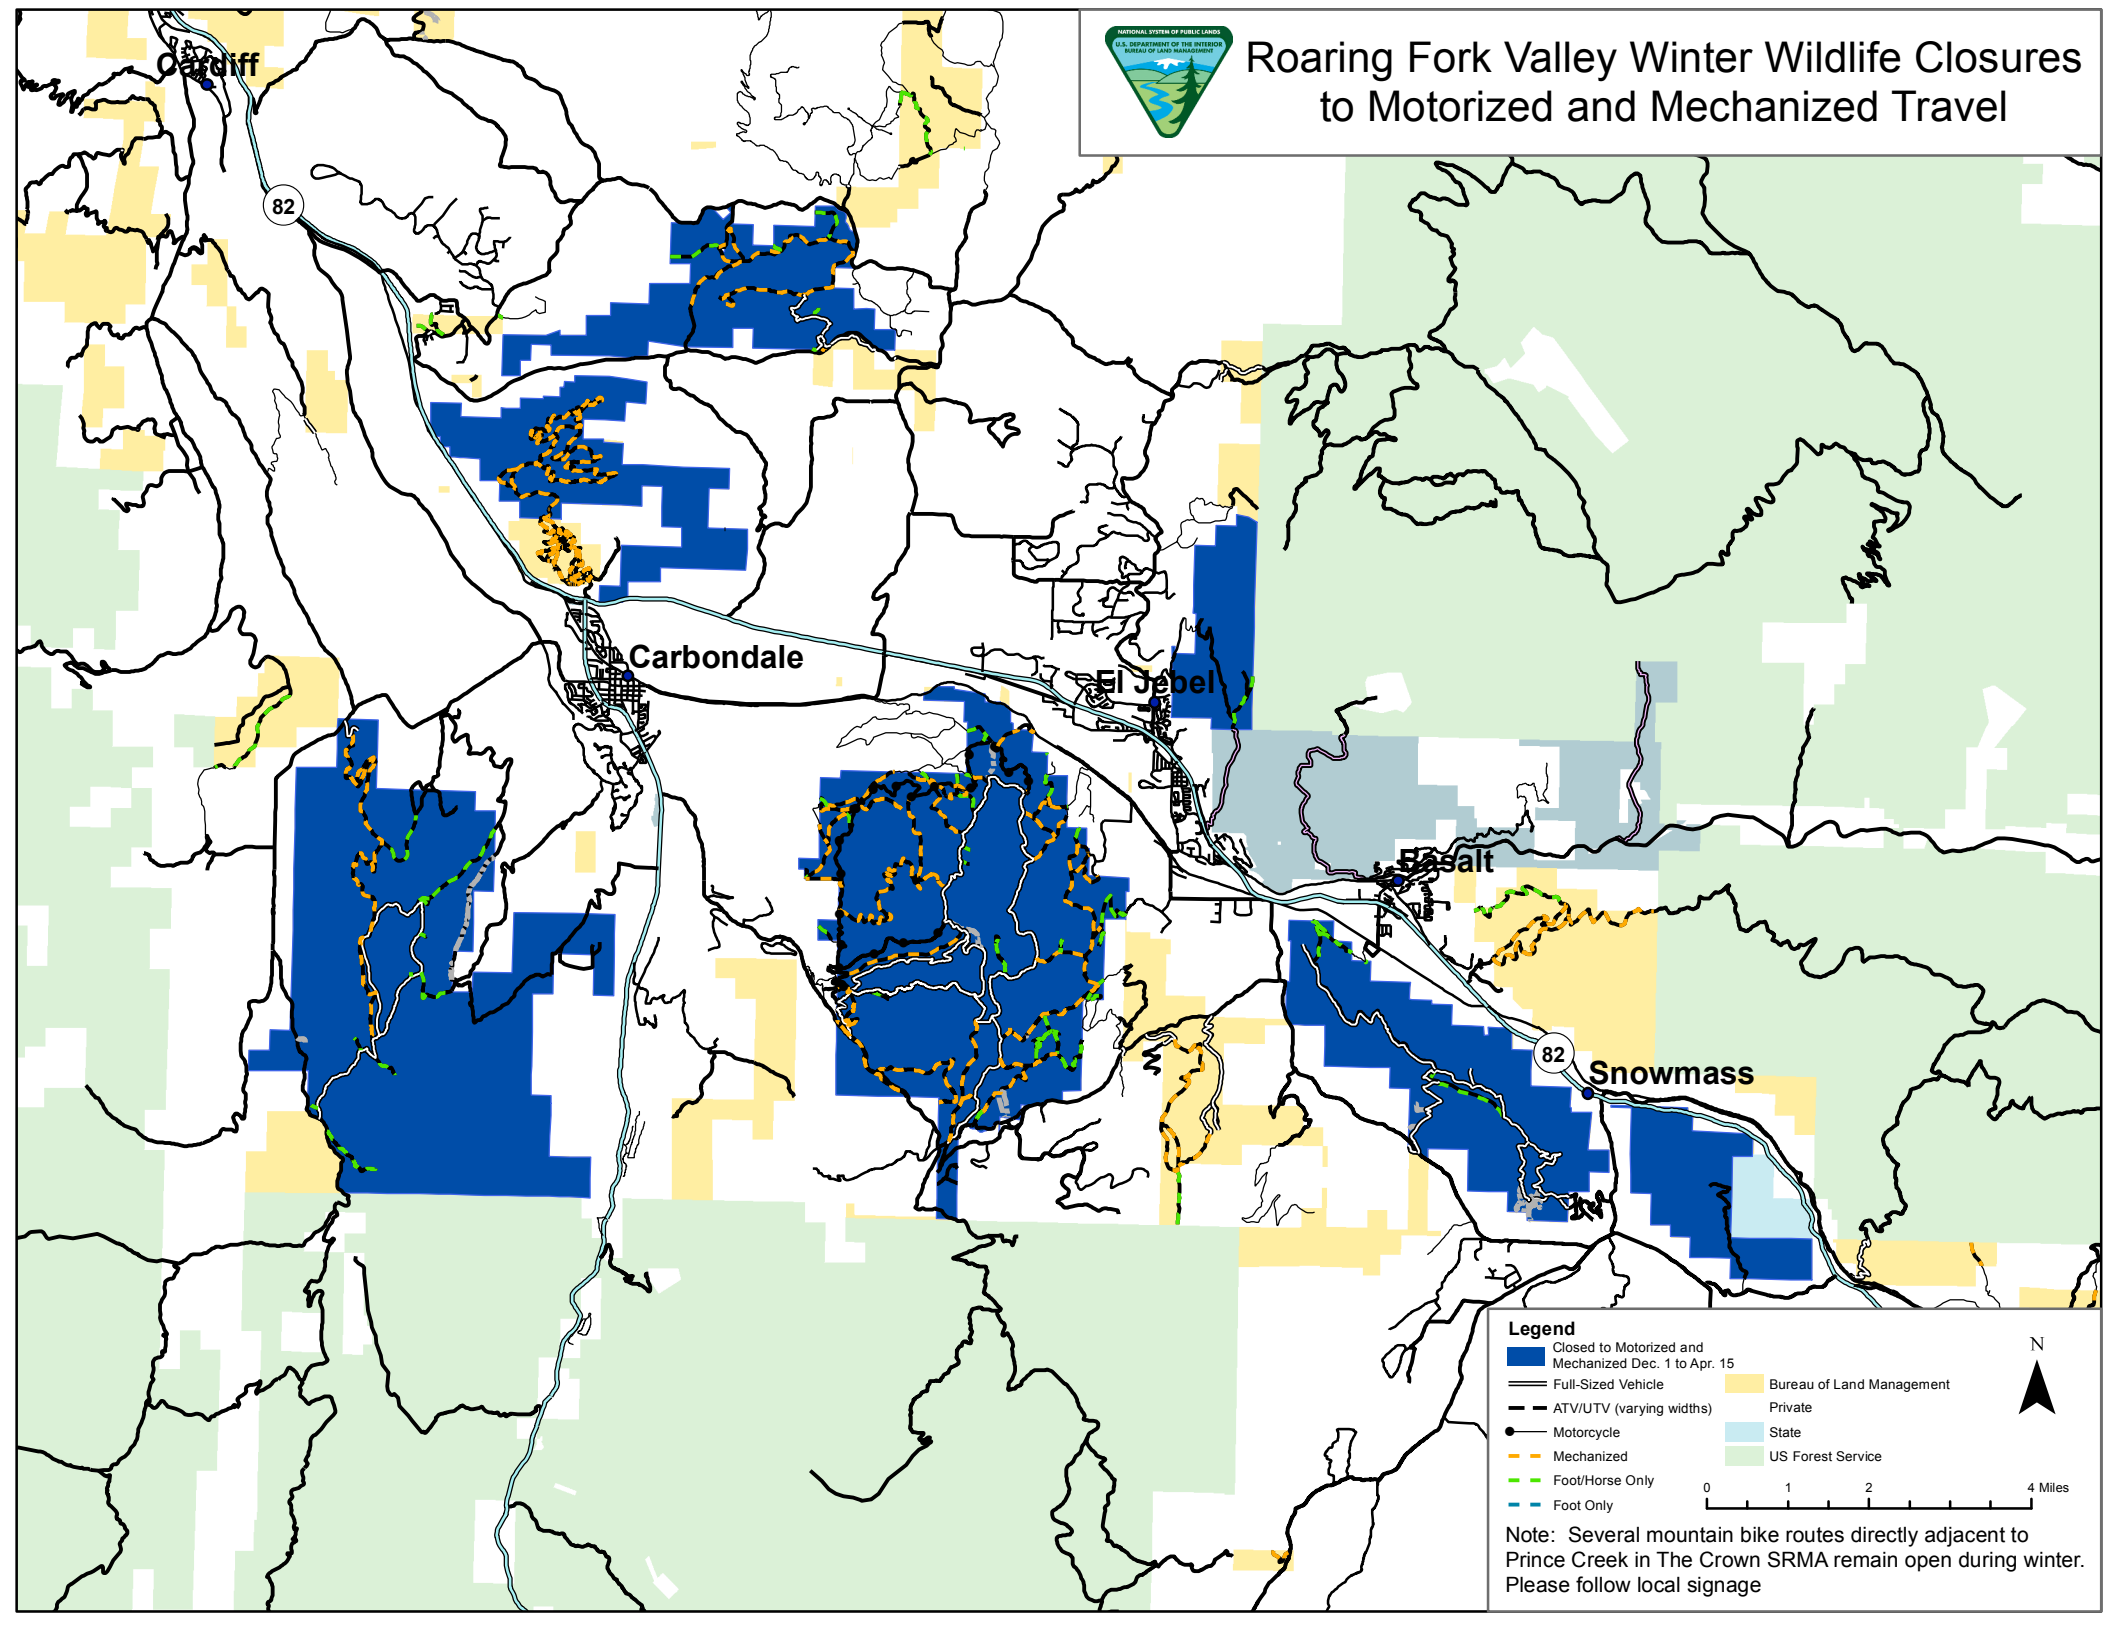 NATIONAL SYSTEM OF PUBLIC LANDS
U.S. DEPARTMENT OF THE INTERIOR
BUREAU OF LAND MANAGEMENT
Roaring Fork Valley Winter Wildlife Closures
to Motorized and Mechanized Travel
Cardiff
82
Carbondale
El Jebel
Basalt
82
Snowmass
Legend
Closed to Motorized and
Mechanized Dec. 1 to Apr. 15
Full-Sized Vehicle
ATV/UTV (varying widths)
Motorcycle
Mechanized
Foot/Horse Only
Foot Only
Bureau of Land Management
Private
State
US Forest Service
N
0 1 2 4 Miles
Note: Several mountain bike routes directly adjacent to
Prince Creek in The Crown SRMA remain open during winter.
Please follow local signage